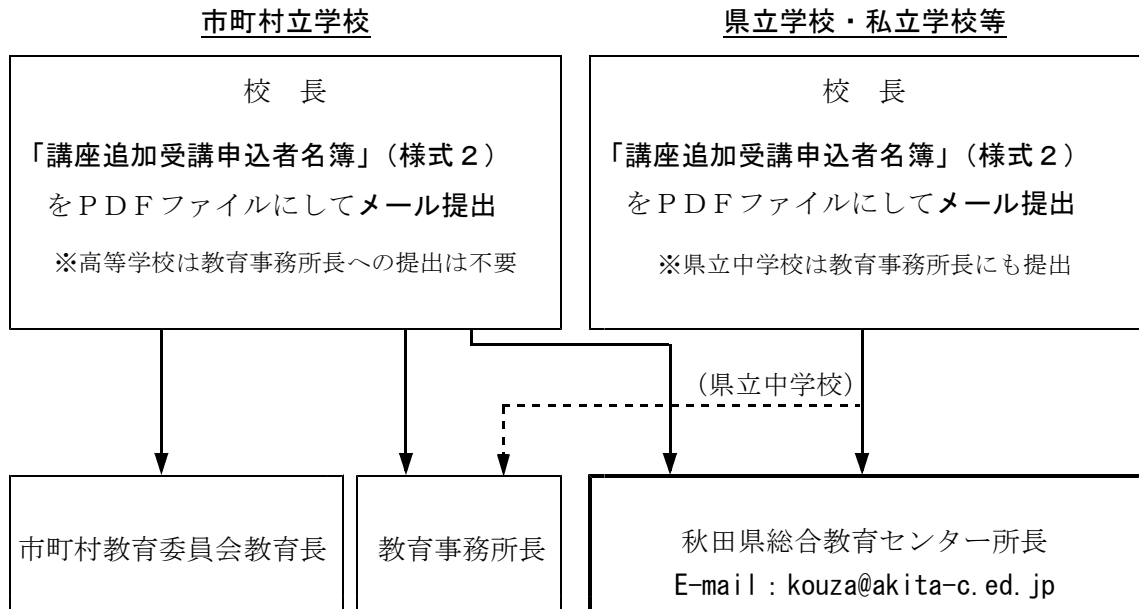 市町村立学校
校　長
「講座追加受講申込者名簿」（様式２）
をＰＤＦファイルにしてメール提出
※高等学校は教育事務所長への提出は不要
県立学校・私立学校等
校　長
「講座追加受講申込者名簿」（様式２）
をＰＤＦファイルにしてメール提出
※県立中学校は教育事務所長にも提出
（県立中学校）
市町村教育委員会教育長
教育事務所長
秋田県総合教育センター所長
E-mail：kouza@akita-c.ed.jp